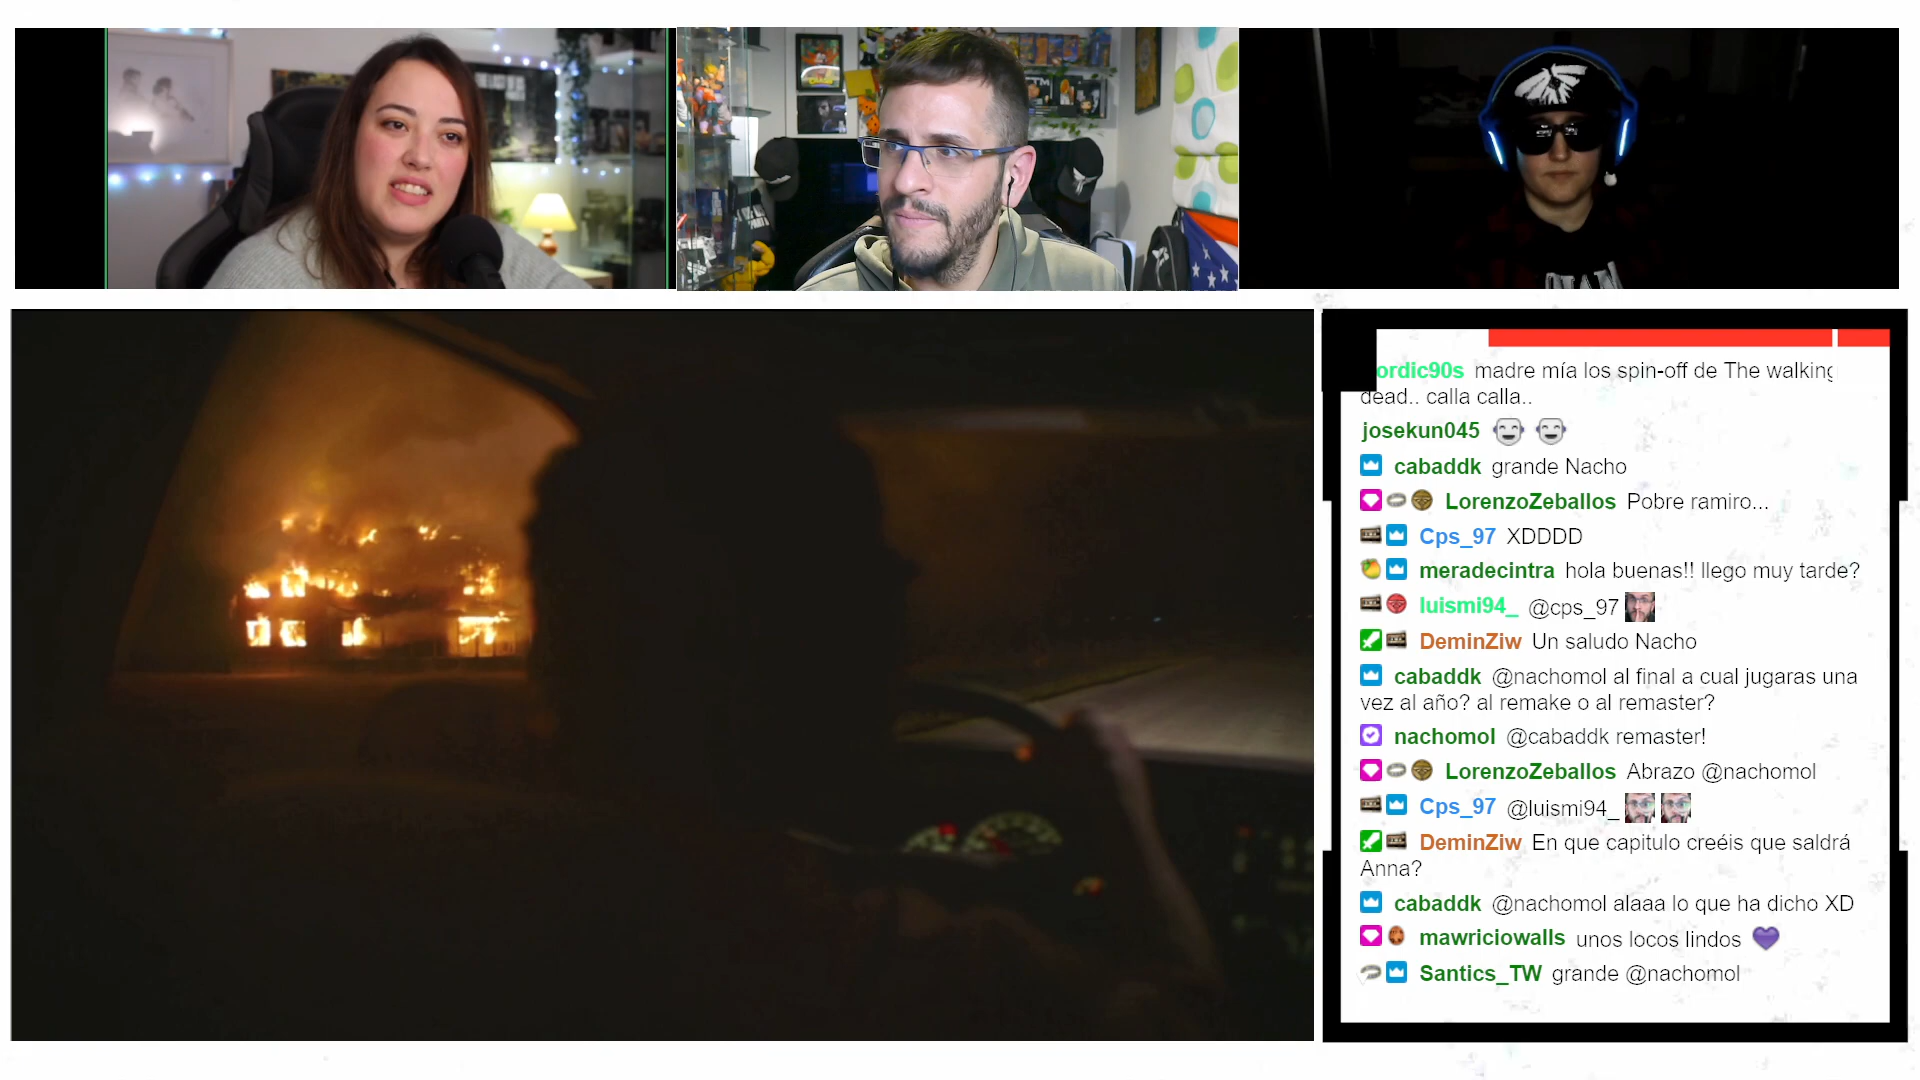 ordic90s madre mía los spin-off de The walking
dead.. calla calla..
josekun045
cabaddk grande Nacho
LorenzoZeballos Pobre ramiro...
Cps_97 XDDDD
meradecintra hola buenas!! llego muy tarde?
luismi94_ @cps_97
DeminZiw Un saludo Nacho
cabaddk @nachomol al final a cual jugaras una
vez al año? al remake o al remaster?
nachomol @cabaddk remaster!
LorenzoZeballos Abrazo @nachomol
Cps_97 @luismi94_
DeminZiw En que capitulo creéis que saldrá
Anna?
cabaddk @nachomol alaaa lo que ha dicho XD
mawriciowalls unos locos lindos
Santics_TW grande @nachomol